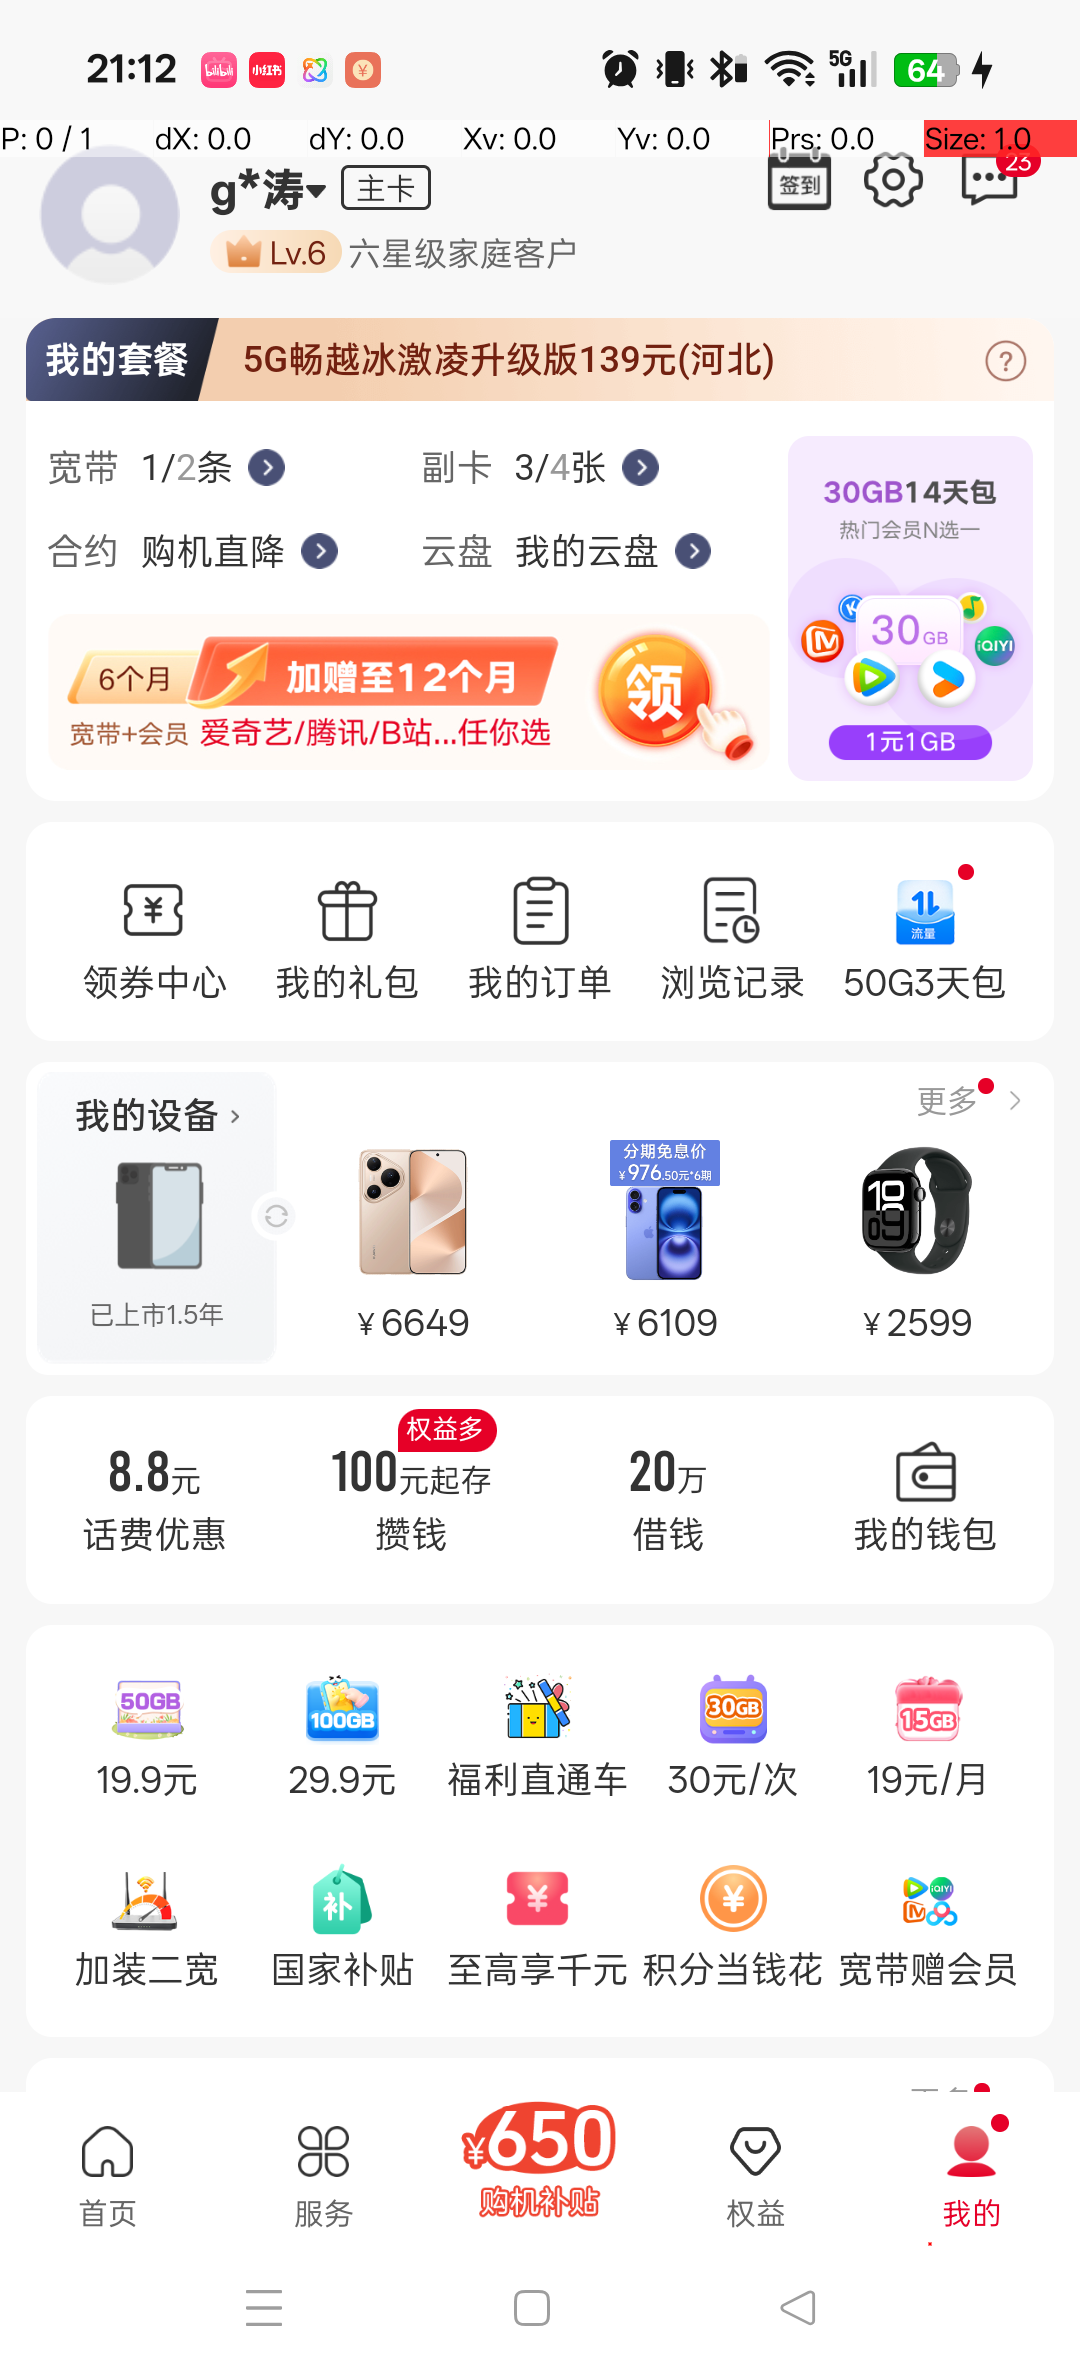 21:12
bilibili
小红书
5G
64
P: 0 / 1 dX: 0.0 dY: 0.0 Xv: 0.0 Yv: 0.0 Prs: 0.0 Size: 1.0
g*涛 主卡
签到
23
Lv.6 六星级家庭客户
我的套餐 5G畅越冰激凌升级版139元(河北) ?
宽带 1/2条
副卡 3/4张
合约 购机直降
云盘 我的云盘
30GB14天包
热门会员N选一
30GB
iQIYI
1元1GB
6个月 加赠至12个月
宽带+会员 爱奇艺/腾讯/B站...任你选
领
流量
领券中心 我的礼包 我的订单 浏览记录 50G3天包
我的设备
更多
已上市1.5年
分期免息价
¥976.50元*6期
10
09
¥6649 ¥6109 ¥2599
权益多
8.8元 100元起存 20万
话费优惠 攒钱 借钱 我的钱包
50GB 100GB 30GB 15GB
19.9元 29.9元 福利直通车 30元/次 19元/月
补
iQIYI
加装二宽 国家补贴 至高享千元 积分当钱花 宽带赠会员
¥650
购机补贴
首页 服务 权益 我的